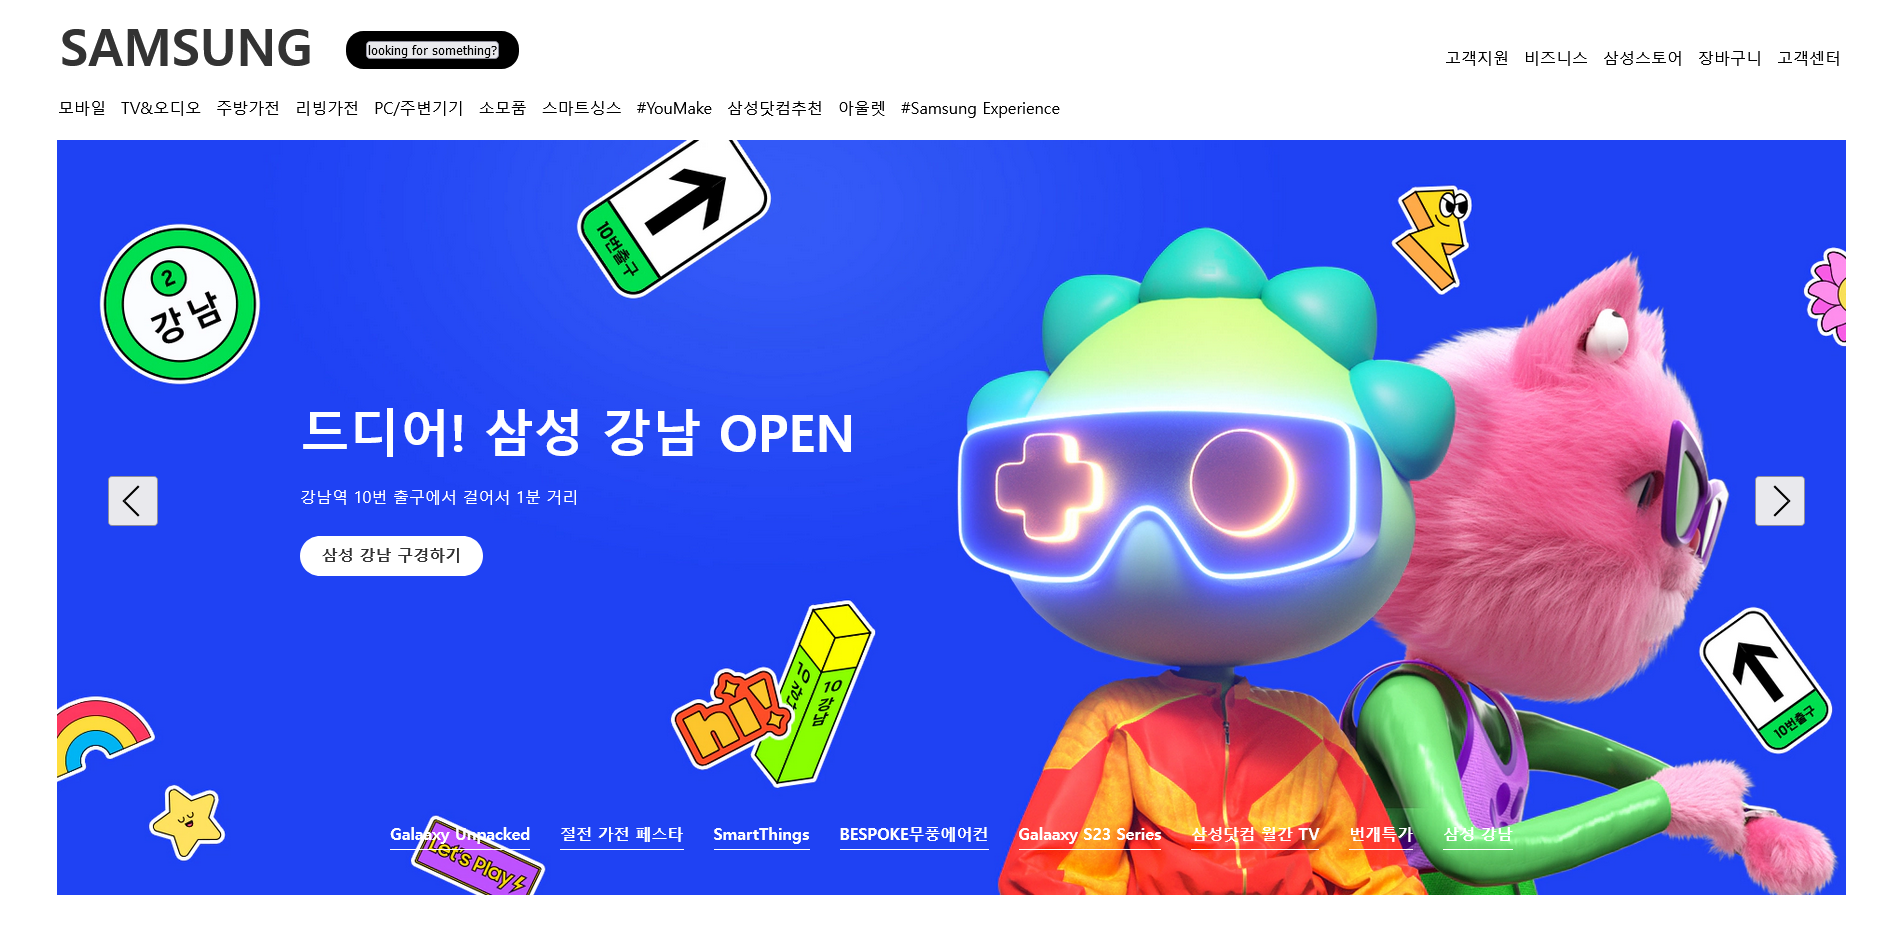 SAMSUNG
looking for something?
고객지원 비즈니스 삼성스토어 장바구니 고객센터
모바일 TV&오디오 주방가전 리빙가전 PC/주변기기 소모품 스마트싱스 #YouMake 삼성닷컴추천 아울렛 #Samsung Experience
10번출구
2
강남
드디어! 삼성 강남 OPEN
강남역 10번 출구에서 걸어서 1분 거리
삼성 강남 구경하기
hi!
10
강남
10
강남
10번출구
Galaaxy Unpacked 절전 가전 페스타 SmartThings BESPOKE무풍에어컨 Galaaxy S23 Series 삼성닷컴 월간 TV 번개특가 삼성 강남
Let's Play